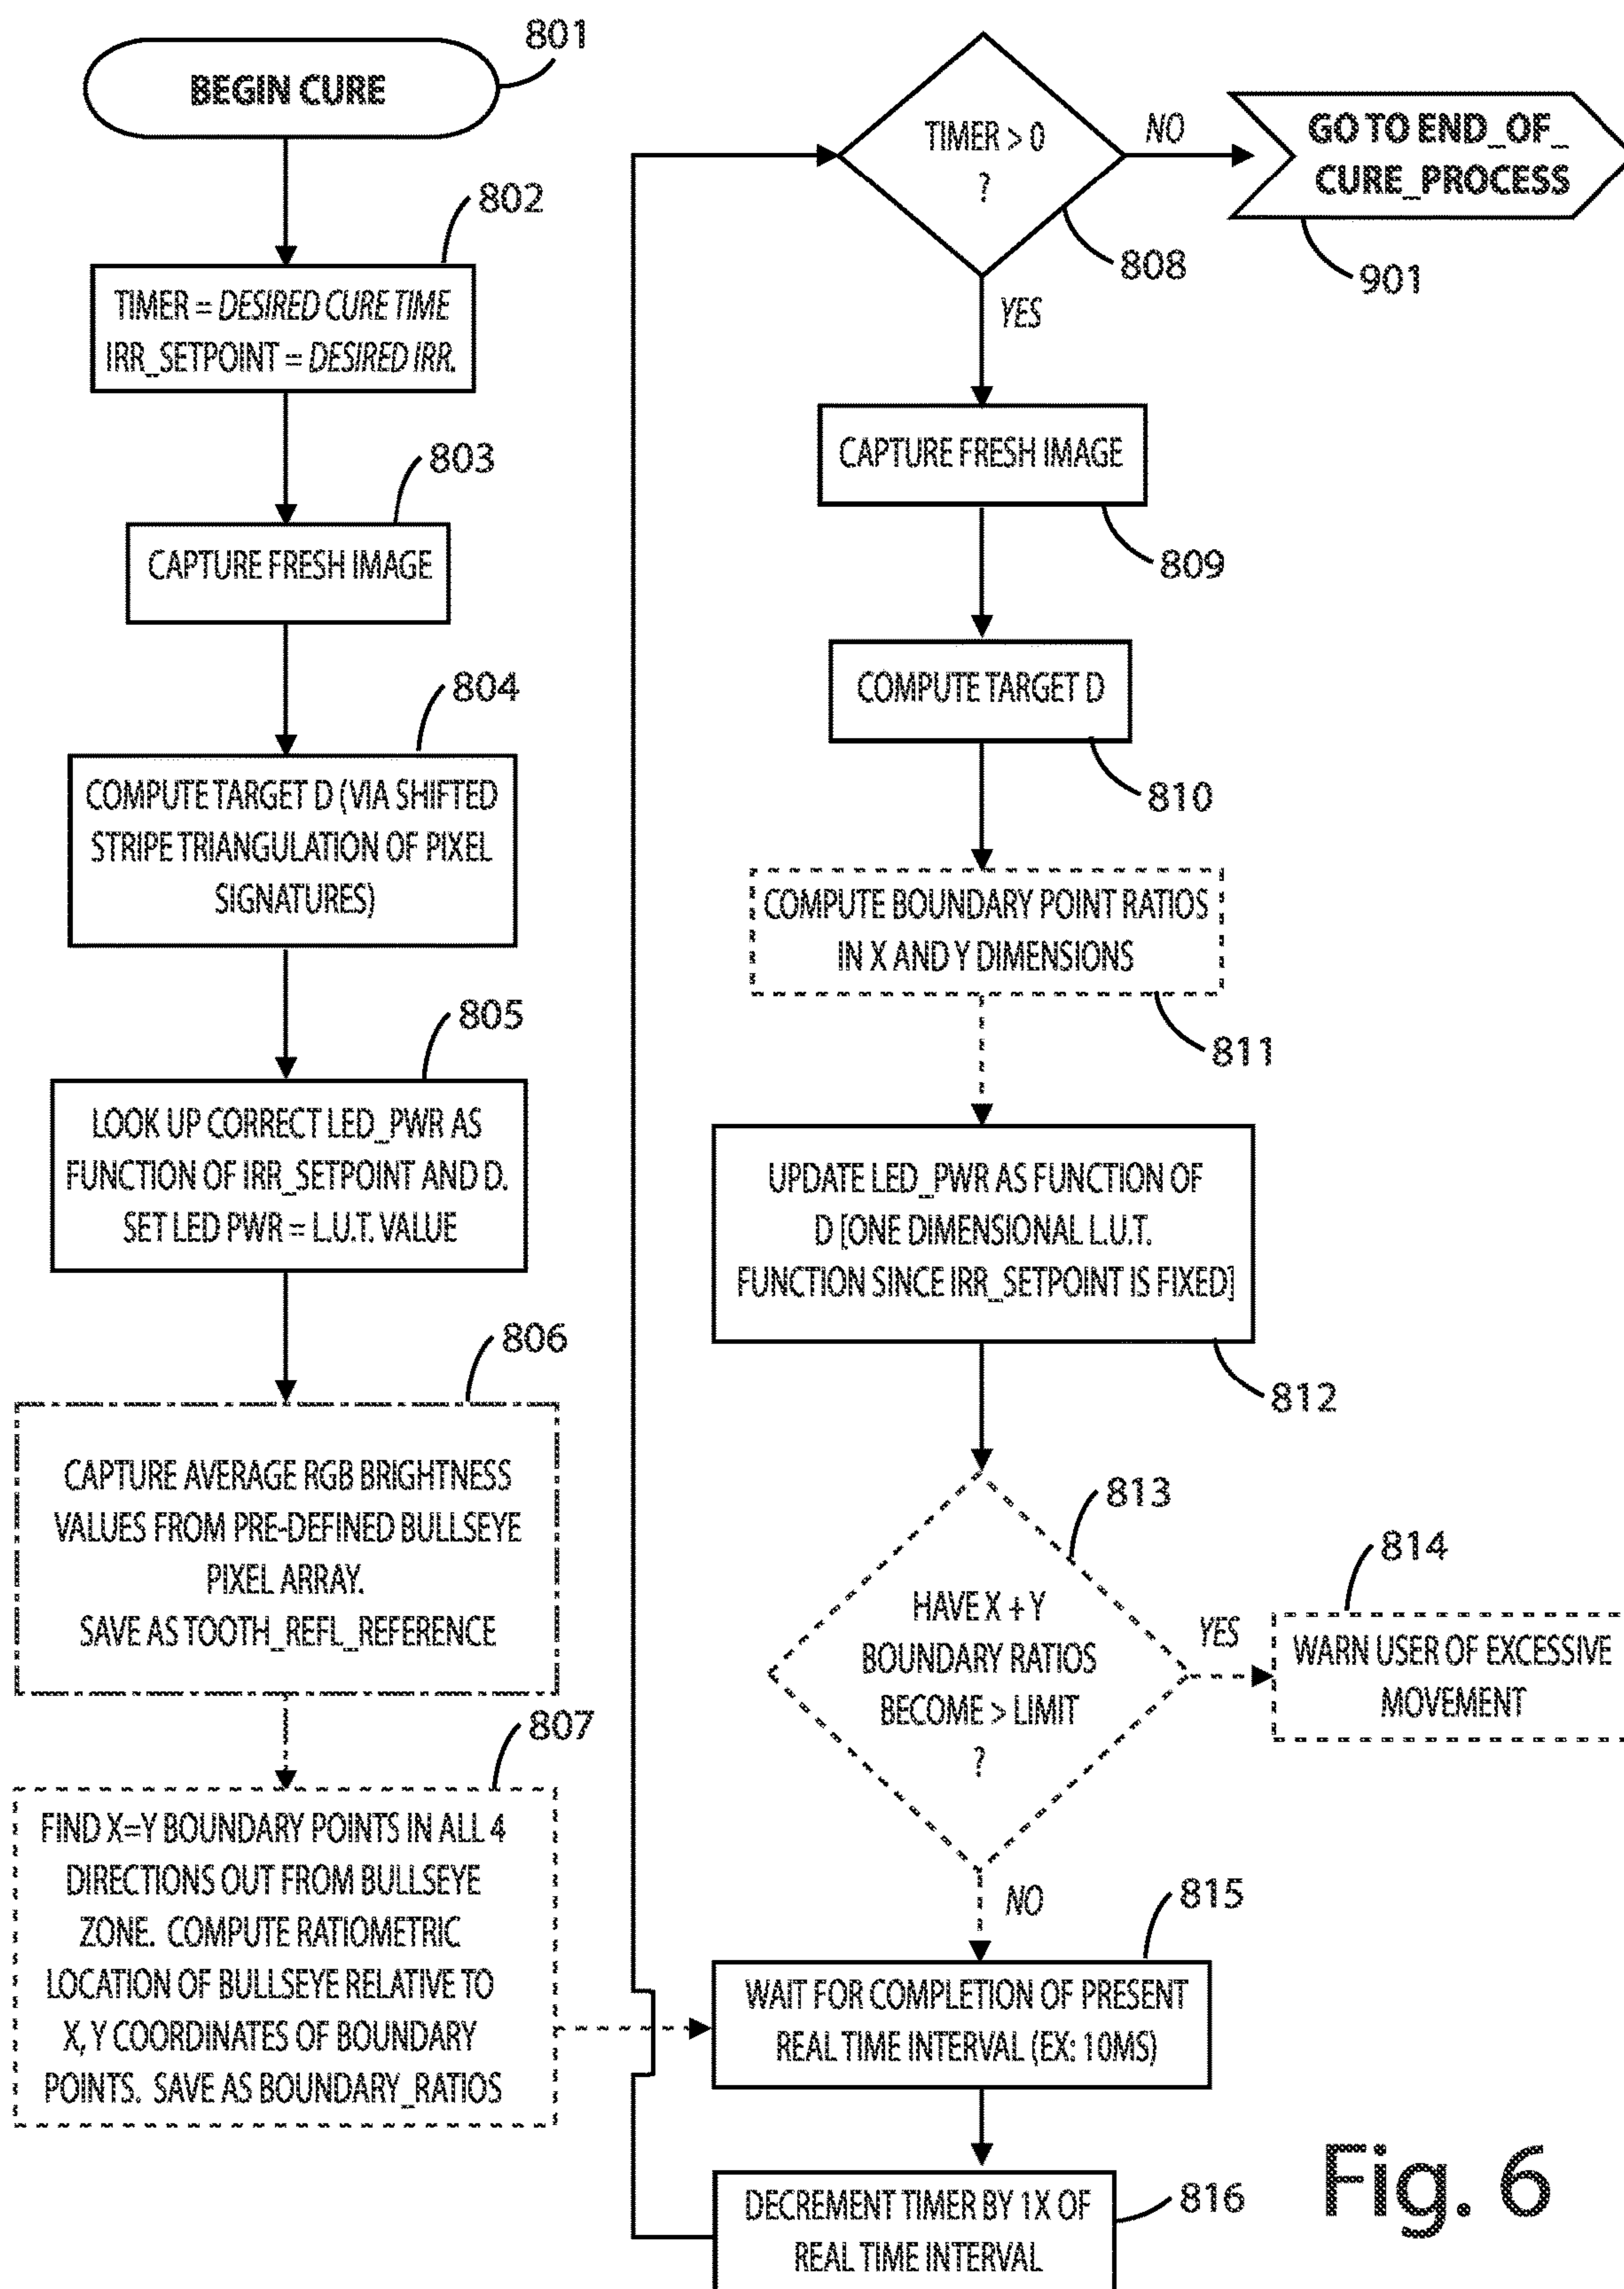 801
BEGIN CURE
802
TIMER = DESIRED CURE TIME
IRR_SETPOINT = DESIRED IRR.
803
CAPTURE FRESH IMAGE
804
COMPUTE TARGET D (VIA SHIFTED
STRIPE TRIANGULATION OF PIXEL
SIGNATURES)
805
LOOK UP CORRECT LED_PWR AS
FUNCTION OF IRR_SETPOINT AND D.
SET LED PWR = L.U.T. VALUE
806
CAPTURE AVERAGE RGB BRIGHTNESS
VALUES FROM PRE-DEFINED BULLSEYE
PIXEL ARRAY.
SAVE AS TOOTH_REFL_REFERENCE
807
FIND X=Y BOUNDARY POINTS IN ALL 4
DIRECTIONS OUT FROM BULLSEYE
ZONE. COMPUTE RATIOMETRIC
LOCATION OF BULLSEYE RELATIVE TO
X, Y COORDINATES OF BOUNDARY
POINTS. SAVE AS BOUNDARY_RATIOS
TIMER > 0
?
NO
GO TO END_OF_
CURE_PROCESS
808
901
YES
CAPTURE FRESH IMAGE
809
COMPUTE TARGET D
810
COMPUTE BOUNDARY POINT RATIOS
IN X AND Y DIMENSIONS
811
UPDATE LED_PWR AS FUNCTION OF
D [ONE DIMENSIONAL L.U.T.
FUNCTION SINCE IRR_SETPOINT IS FIXED]
812
813
HAVE X + Y
BOUNDARY RATIOS
BECOME > LIMIT
?
YES
814
WARN USER OF EXCESSIVE
MOVEMENT
NO
815
WAIT FOR COMPLETION OF PRESENT
REAL TIME INTERVAL (EX: 10MS)
DECREMENT TIMER BY 1X OF
REAL TIME INTERVAL
816
Fig. 6